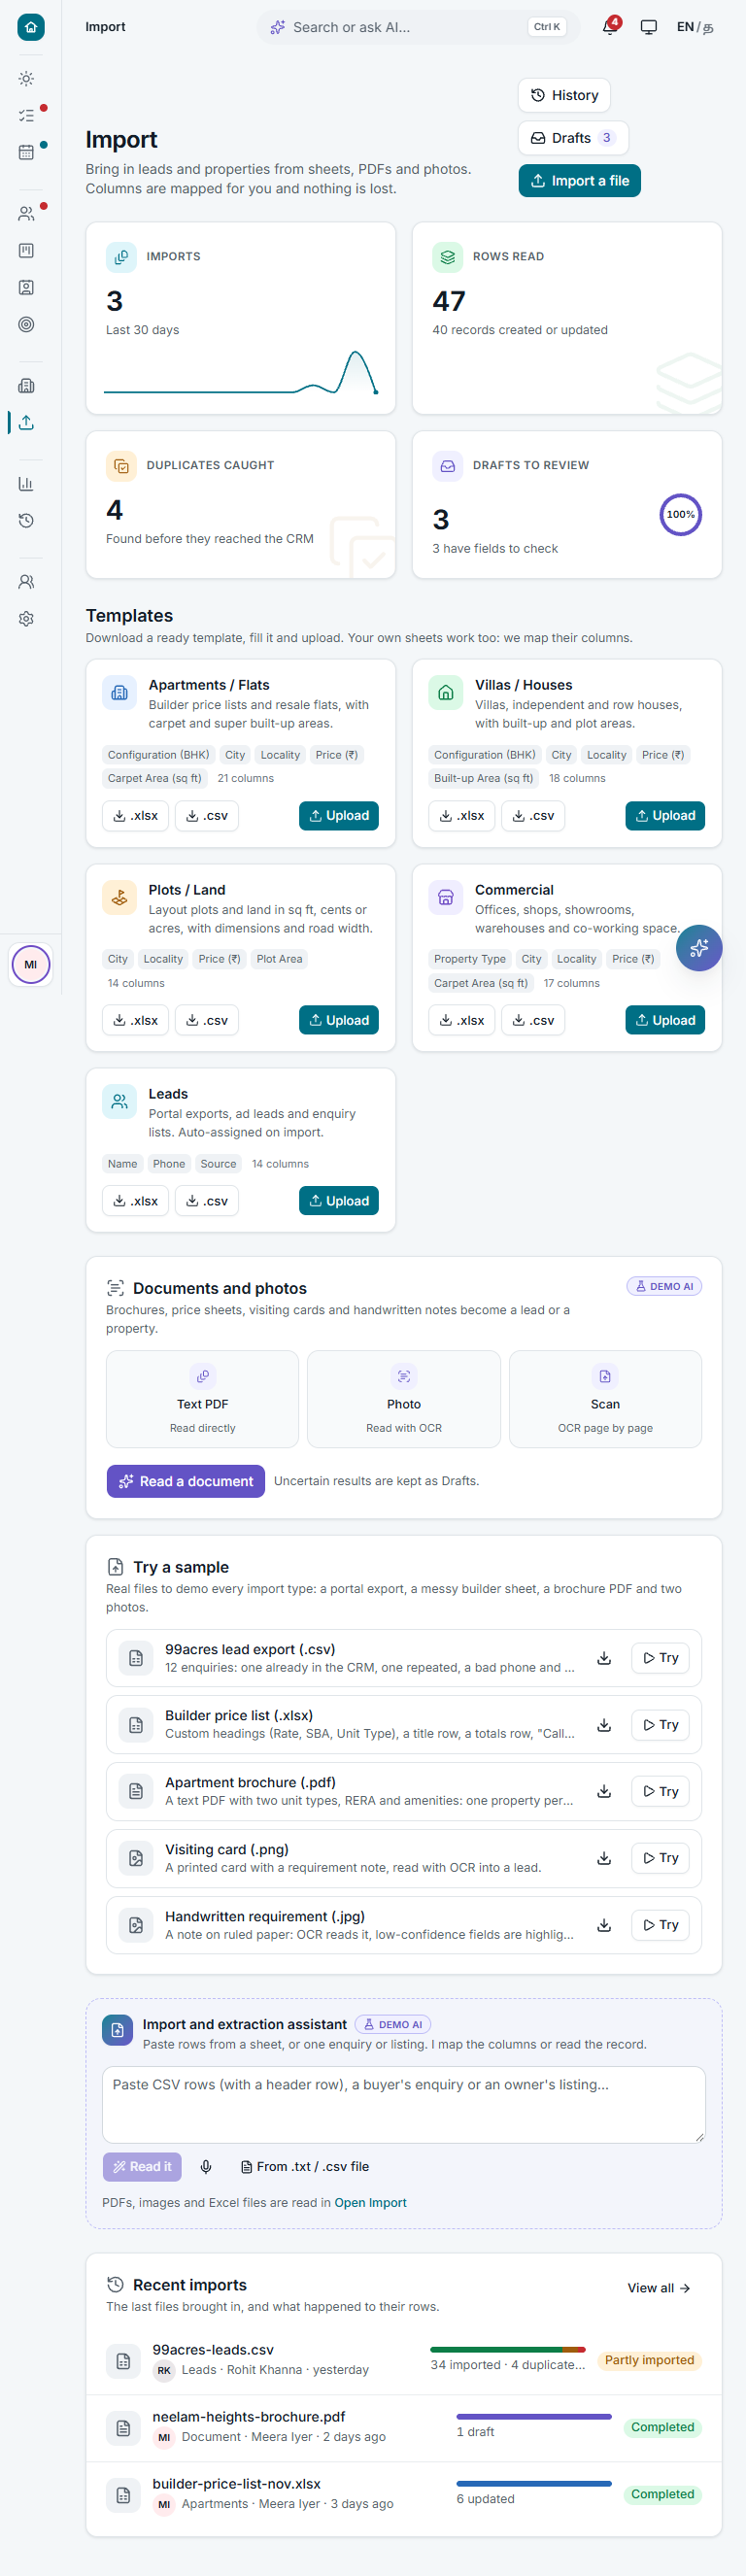 Import
Search or ask AI...
Ctrl K
4
EN / த
History
Drafts 3
Import a file
Import
Bring in leads and properties from sheets, PDFs and photos.
Columns are mapped for you and nothing is lost.
IMPORTS
3
Last 30 days
ROWS READ
47
40 records created or updated
DUPLICATES CAUGHT
4
Found before they reached the CRM
DRAFTS TO REVIEW
3
100%
3 have fields to check
Templates
Download a ready template, fill it and upload. Your own sheets work too: we map their columns.
Apartments / Flats
Builder price lists and resale flats, with
carpet and super built-up areas.
Configuration (BHK) City Locality Price (₹)
Carpet Area (sq ft) 21 columns
.xlsx .csv Upload
Villas / Houses
Villas, independent and row houses,
with built-up and plot areas.
Configuration (BHK) City Locality Price (₹)
Built-up Area (sq ft) 18 columns
.xlsx .csv Upload
Plots / Land
Layout plots and land in sq ft, cents or
acres, with dimensions and road width.
City Locality Price (₹) Plot Area
14 columns
.xlsx .csv Upload
Commercial
Offices, shops, showrooms,
warehouses and co-working space.
Property Type City Locality Price (₹)
Carpet Area (sq ft) 17 columns
.xlsx .csv Upload
MI
Leads
Portal exports, ad leads and enquiry
lists. Auto-assigned on import.
Name Phone Source 14 columns
.xlsx .csv Upload
Documents and photos
DEMO AI
Brochures, price sheets, visiting cards and handwritten notes become a lead or a
property.
Text PDF
Read directly
Photo
Read with OCR
Scan
OCR page by page
Read a document Uncertain results are kept as Drafts.
Try a sample
Real files to demo every import type: a portal export, a messy builder sheet, a brochure PDF and two
photos.
99acres lead export (.csv)
12 enquiries: one already in the CRM, one repeated, a bad phone and ...
Try
Builder price list (.xlsx)
Custom headings (Rate, SBA, Unit Type), a title row, a totals row, "Call...
Try
Apartment brochure (.pdf)
A text PDF with two unit types, RERA and amenities: one property per...
Try
Visiting card (.png)
A printed card with a requirement note, read with OCR into a lead.
Try
Handwritten requirement (.jpg)
A note on ruled paper: OCR reads it, low-confidence fields are highlig...
Try
Import and extraction assistant DEMO AI
Paste rows from a sheet, or one enquiry or listing. I map the columns or read the record.
Paste CSV rows (with a header row), a buyer's enquiry or an owner's listing...
Read it From .txt / .csv file
PDFs, images and Excel files are read in Open Import
Recent imports
View all
The last files brought in, and what happened to their rows.
99acres-leads.csv
RK Leads · Rohit Khanna · yesterday
34 imported · 4 duplicate...
Partly imported
neelam-heights-brochure.pdf
MI Document · Meera Iyer · 2 days ago
1 draft
Completed
builder-price-list-nov.xlsx
MI Apartments · Meera Iyer · 3 days ago
6 updated
Completed